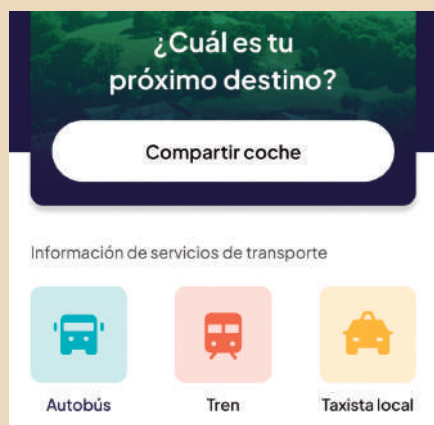 ¿Cuál es tu
próximo destino?
Compartir coche
Información de servicios de transporte
Autobús
Tren
Taxista local